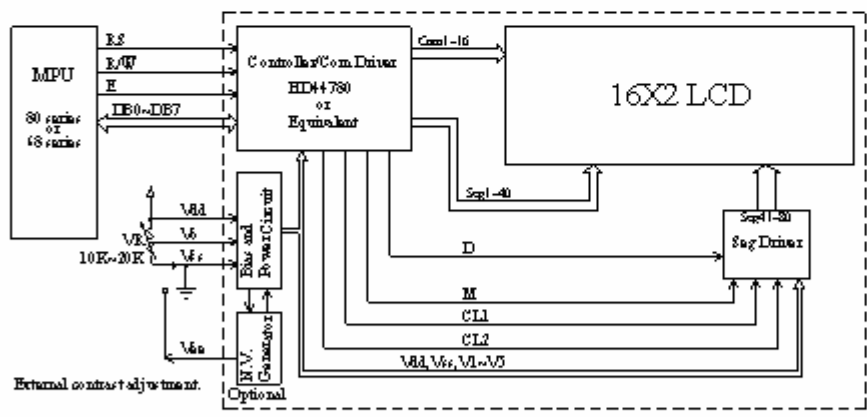 MPU
80 series
or
68 series
RS
R/W
E
DB0~DB7
Controller/Com Driver
HD44780
or
Equivalent
Com1~16
16X2 LCD
Seg1~40
Seg41~80
Seg Driver
D
M
CL1
CL2
Vdd, Vss, V1~V5
Vdd
Vo
Vss
VR
10K~20K
Bias and
Power Circuit
N.V.
Generator
Optional
External contrast adjustment.